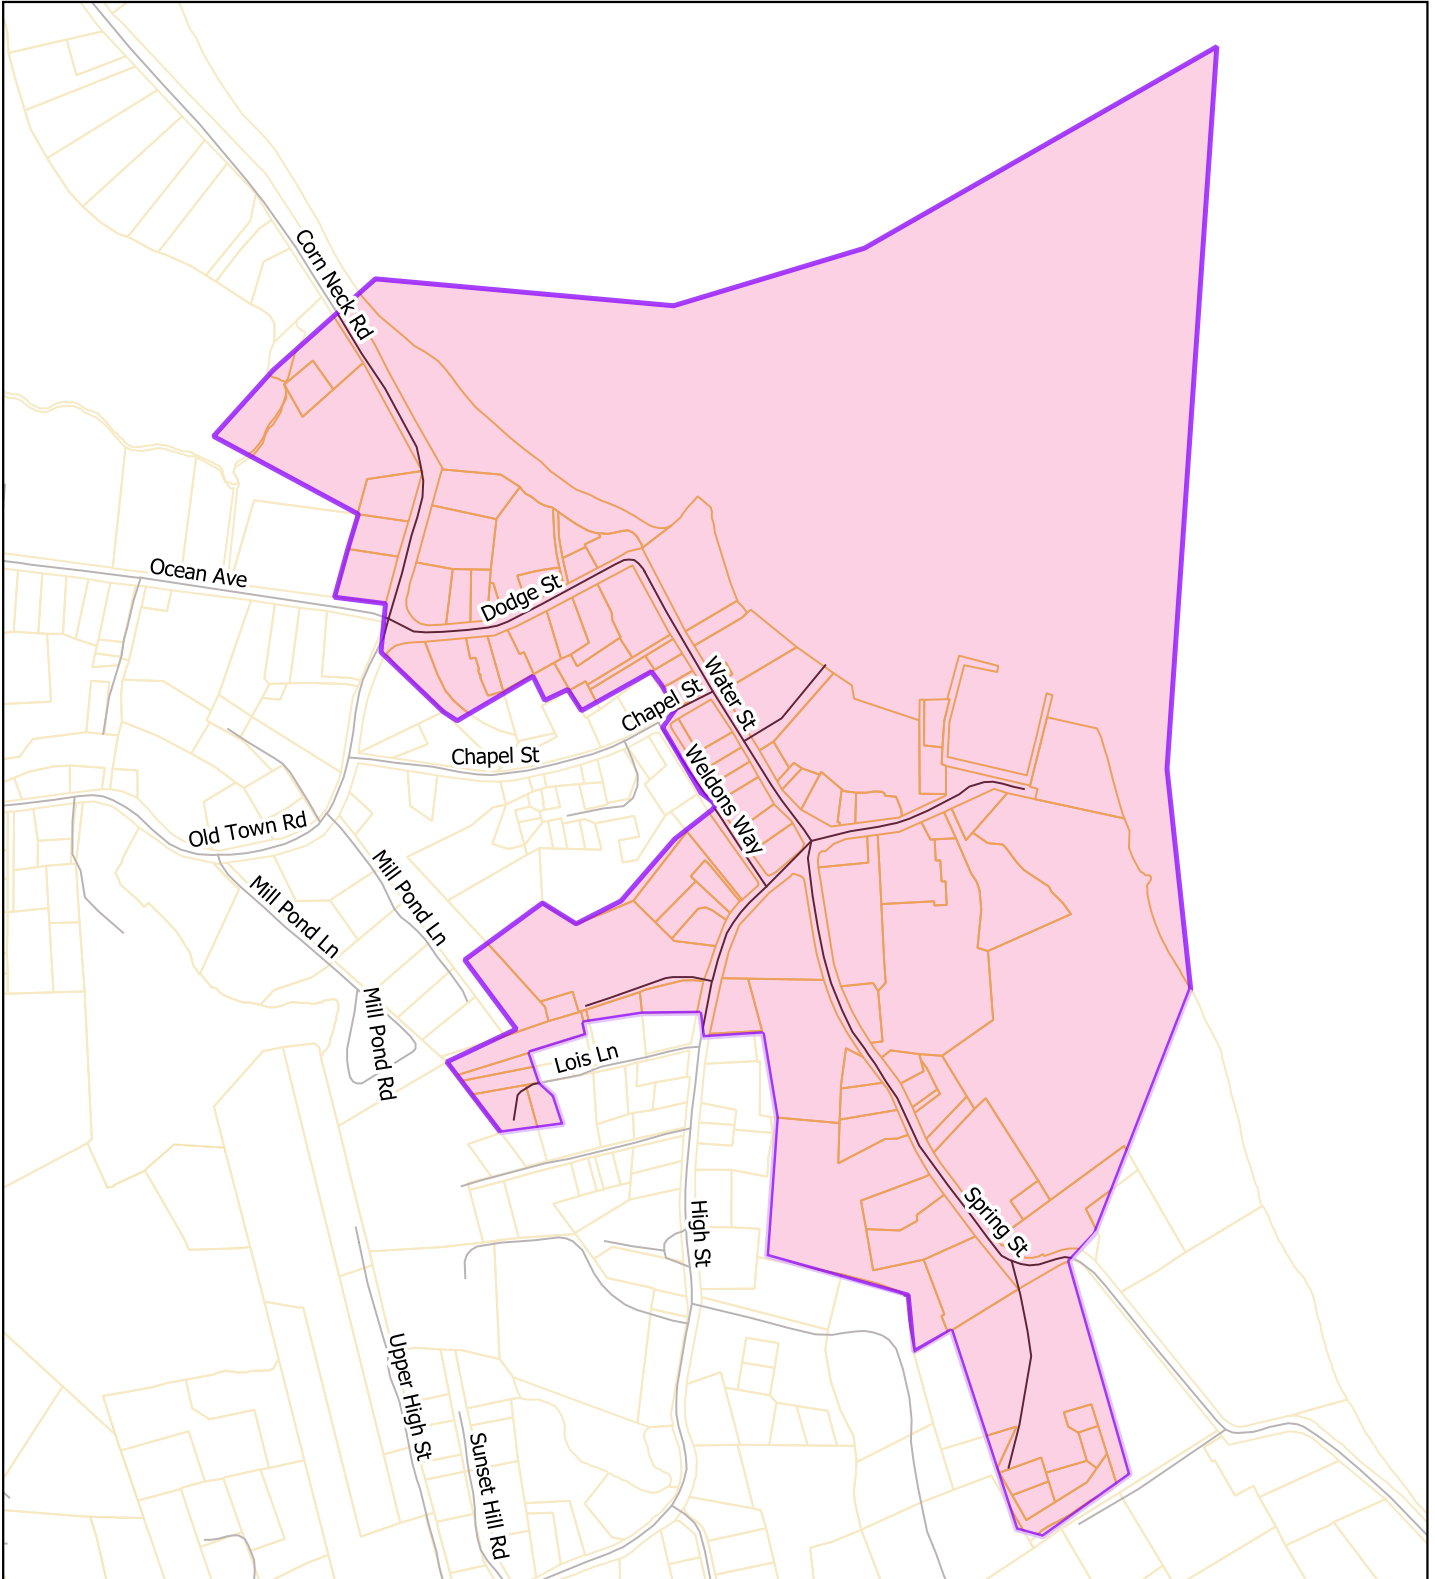 Corn Neck Rd
Ocean Ave
Dodge St
Water St
Chapel St
Chapel St
Weldons Way
Old Town Rd
Mill Pond Ln
Mill Pond Ln
Mill Pond Rd
Lois Ln
High St
Spring St
Upper High St
Sunset Hill Rd